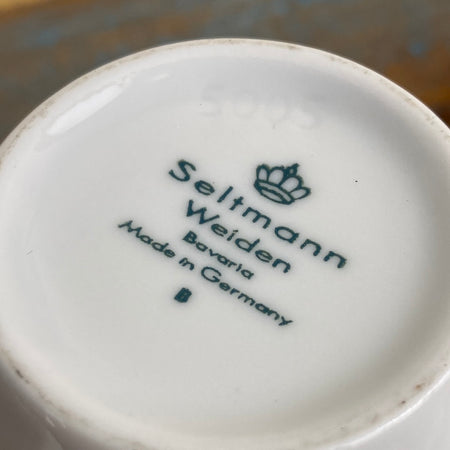 Seltmann
Weiden
Bavaria
Made in Germany
B